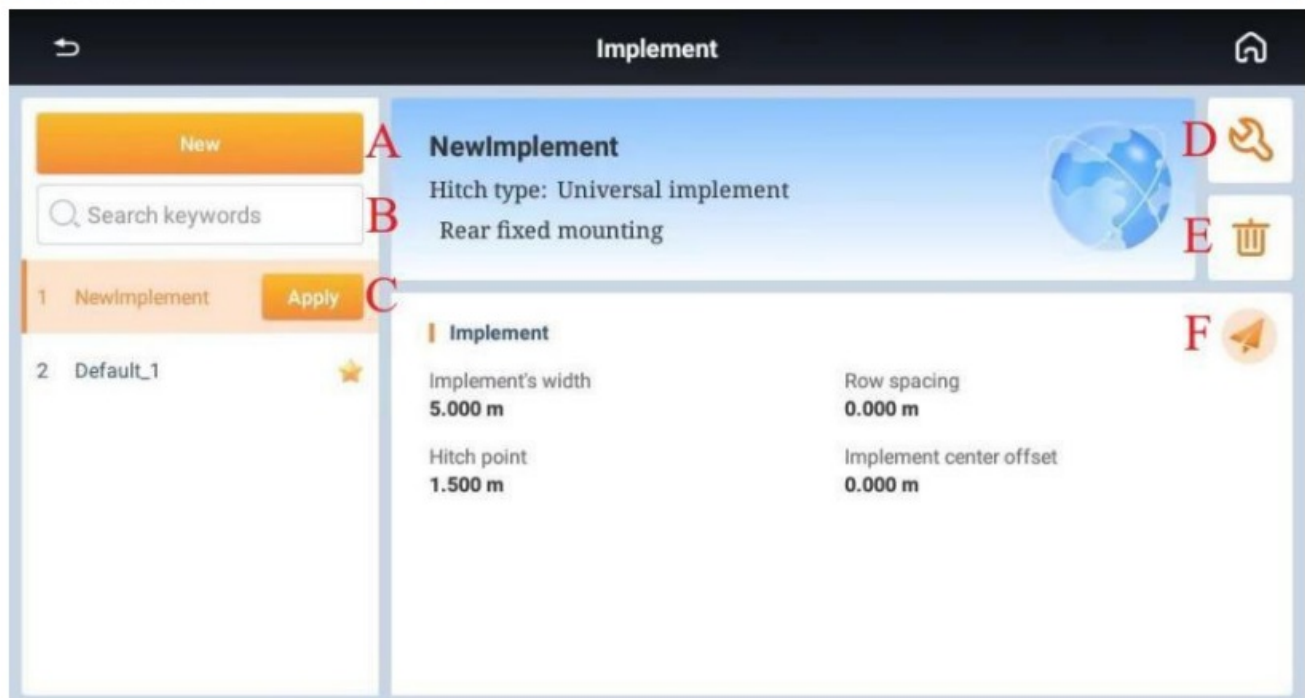 Implement
New
A
Search keywords
B
1 NewImplement Apply
C
2 Default_1
NewImplement
Hitch type: Universal implement
Rear fixed mounting
D
E
Implement
F
Implement's width
5.000 m
Row spacing
0.000 m
Hitch point
1.500 m
Implement center offset
0.000 m